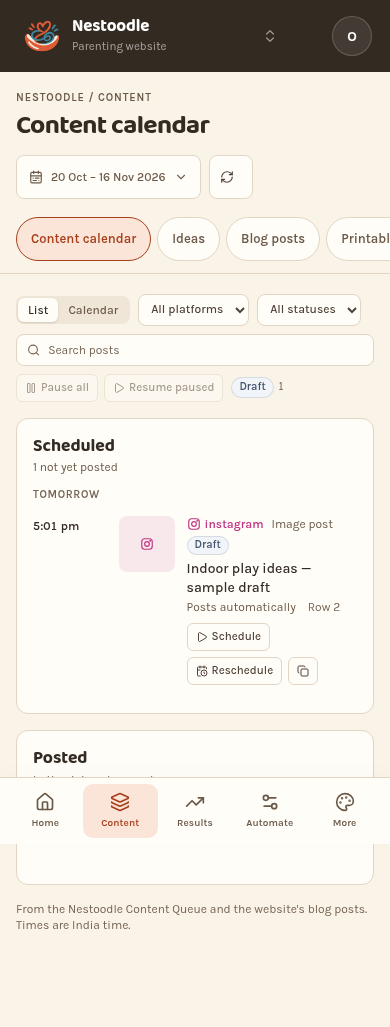 Nestoodle
Parenting website
O
NESTOODLE / CONTENT
Content calendar
20 Oct – 16 Nov 2026
Content calendar
Ideas
Blog posts
List
Calendar
All platforms
All statuses
Search posts
Pause all
Resume paused
Draft 1
Scheduled
1 not yet posted
TOMORROW
5:01 pm
instagram Image post
Draft
Indoor play ideas —
sample draft
Posts automatically Row 2
Schedule
Reschedule
Posted
Home
Content
Results
Automate
More
From the Nestoodle Content Queue and the website's blog posts.
Times are India time.